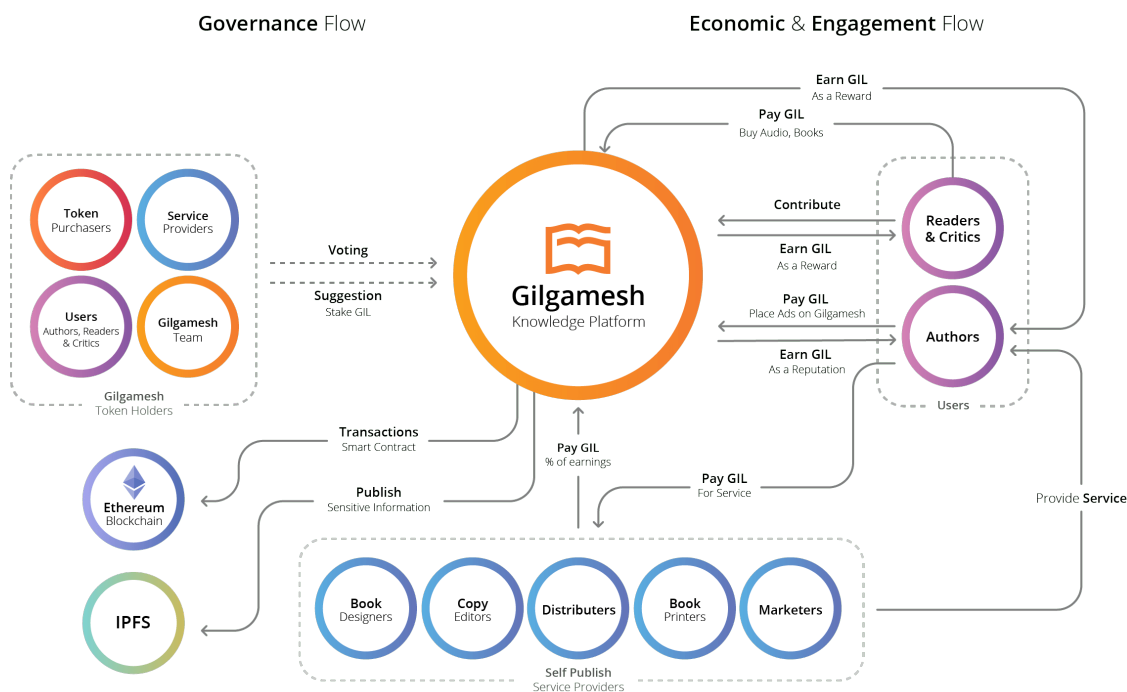 Governance Flow
Economic & Engagement Flow
Earn GIL
As a Reward
Pay GIL
Buy Audio, Books
Token
Purchasers
Service
Providers
Users
Authors, Readers
& Critics
Gilgamesh
Team
Gilgamesh
Token Holders
Voting
Suggestion
Stake GIL
Gilgamesh
Knowledge Platform
Contribute
Earn GIL
As a Reward
Pay GIL
Place Ads on Gilgamesh
Earn GIL
As a Reputation
Readers
& Critics
Authors
Users
Transactions
Smart Contract
Publish
Sensitive Information
Pay GIL
% of earnings
Pay GIL
For Service
Provide Service
Ethereum
Blockchain
IPFS
Book
Designers
Copy
Editors
Distributers
Book
Printers
Marketers
Self Publish
Service Providers